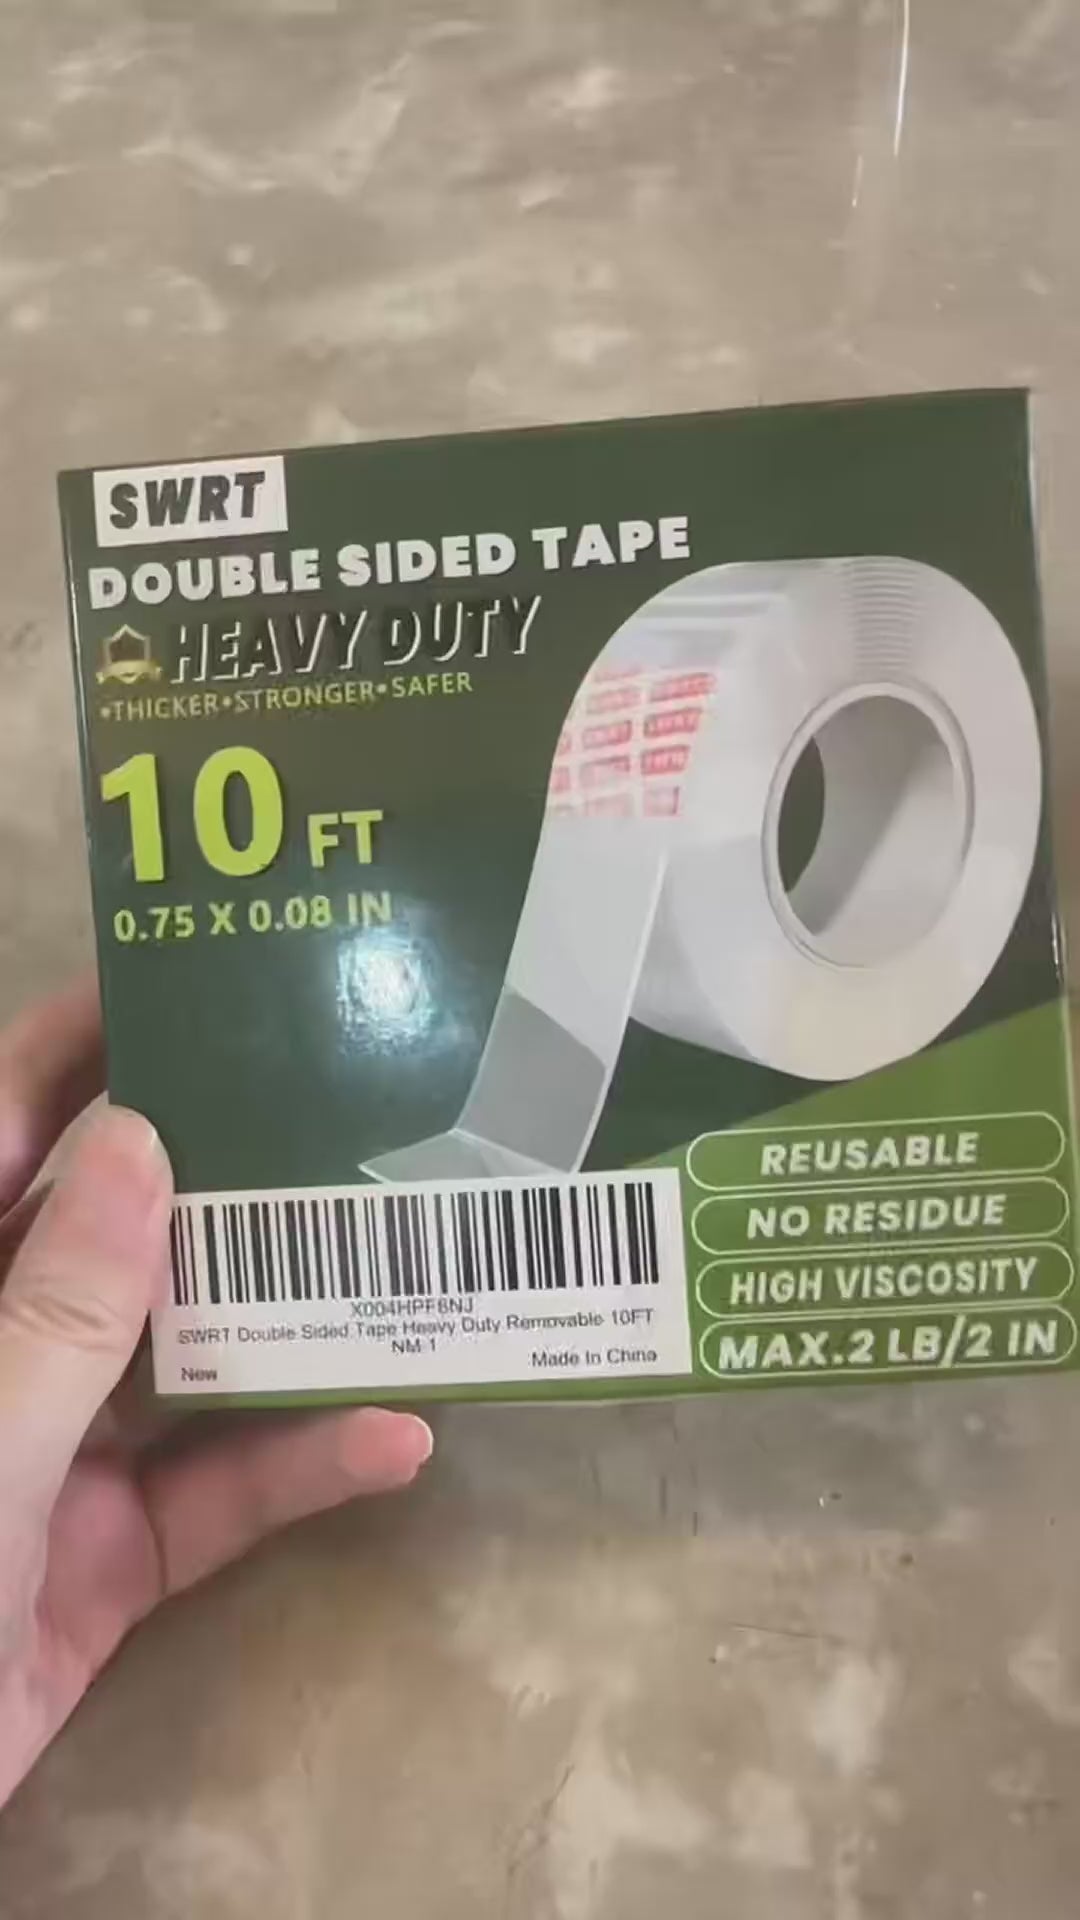 SWRT
DOUBLE SIDED TAPE
HEAVY DUTY
•THICKER•STRONGER•SAFER
10 FT
0.75 X 0.08 IN
REUSABLE
NO RESIDUE
HIGH VISCOSITY
MAX.2 LB/2 IN
X004HPF8NJ
SWRT Double Sided Tape Heavy Duty Removable 10FT
NM 1
New
Made In China